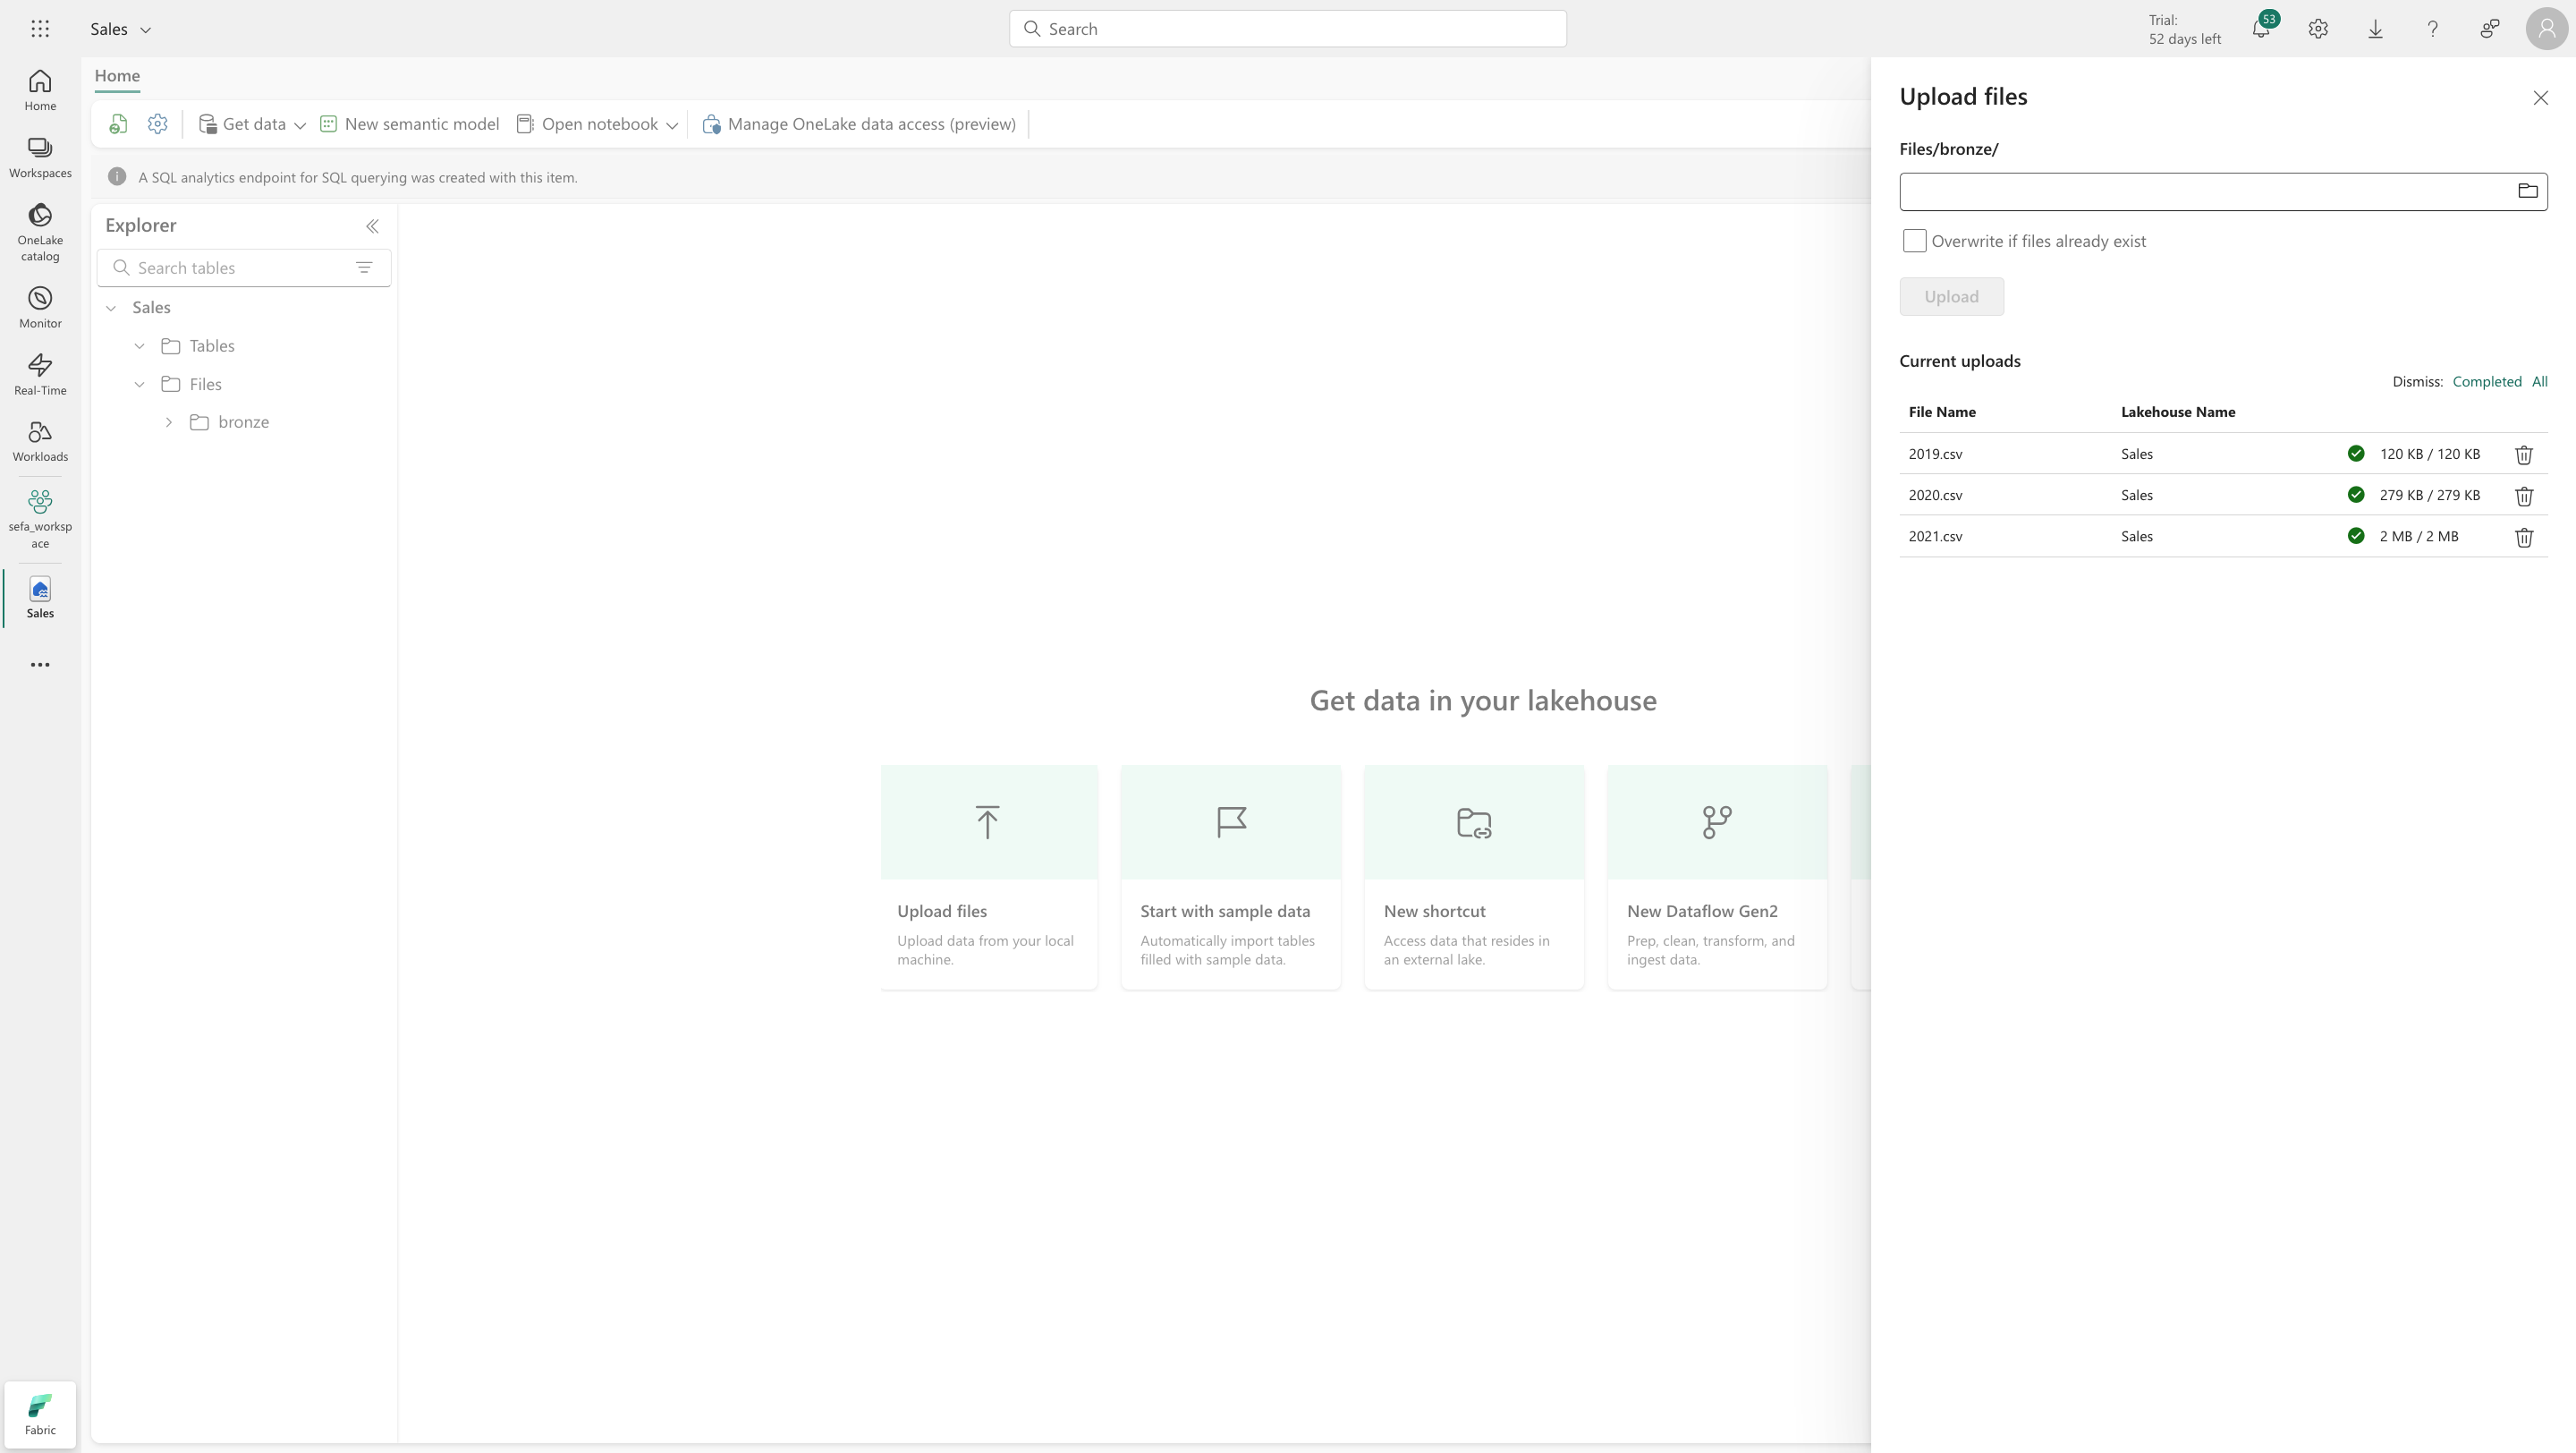 Sales
Search
Trial:
52 days left
53
Home
Workspaces
OneLake
catalog
Monitor
Real-Time
Workloads
sefa_worksp
ace
Sales
Fabric
Home
Get data
New semantic model
Open notebook
Manage OneLake data access (preview)
A SQL analytics endpoint for SQL querying was created with this item.
Explorer
Search tables
Sales
Tables
Files
bronze
Get data in your lakehouse
Upload files
Upload data from your local
machine.
Start with sample data
Automatically import tables
filled with sample data.
New shortcut
Access data that resides in
an external lake.
New Dataflow Gen2
Prep, clean, transform, and
ingest data.
Upload files
Files/bronze/
Overwrite if files already exist
Upload
Current uploads
Dismiss: Completed All
File Name Lakehouse Name
2019.csv Sales 120 KB / 120 KB
2020.csv Sales 279 KB / 279 KB
2021.csv Sales 2 MB / 2 MB